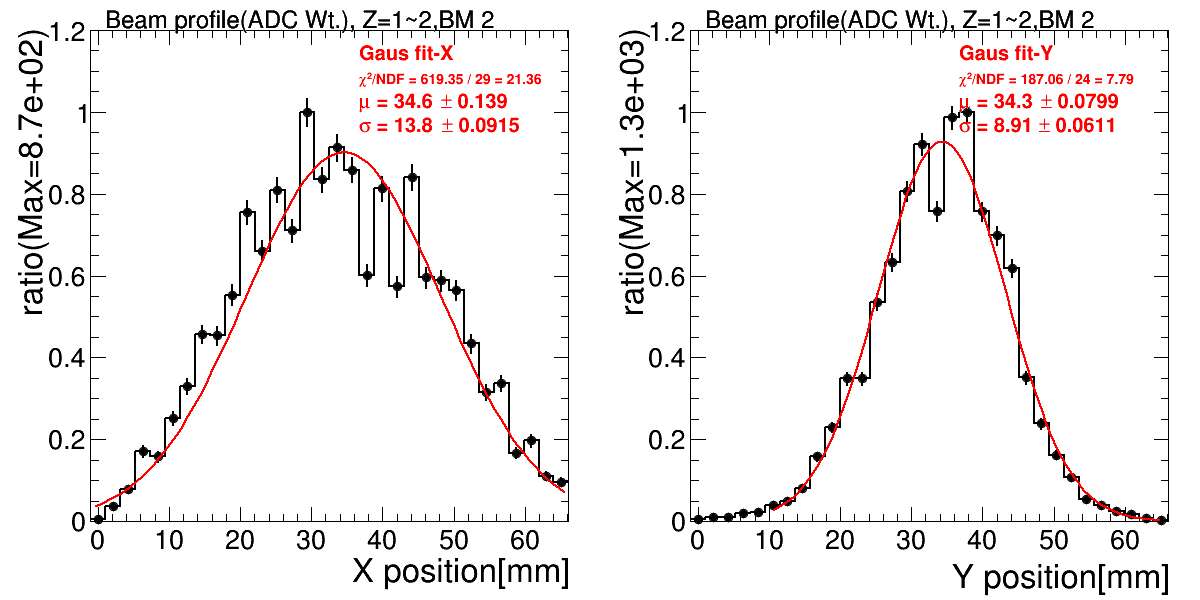 Beam profile(ADC Wt.), Z=1~2,BM 2
ratio(Max=8.7e+02)
1.2
1
0.8
0.6
0.4
0.2
0
Gaus fit-X
χ²/NDF = 619.35 / 29 = 21.36
μ = 34.6 ± 0.139
σ = 13.8 ± 0.0915
0 10 20 30 40 50 60
X position[mm]
Beam profile(ADC Wt.), Z=1~2,BM 2
ratio(Max=1.3e+03)
1.2
1
0.8
0.6
0.4
0.2
0
Gaus fit-Y
χ²/NDF = 187.06 / 24 = 7.79
μ = 34.3 ± 0.0799
σ = 8.91 ± 0.0611
0 10 20 30 40 50 60
Y position[mm]